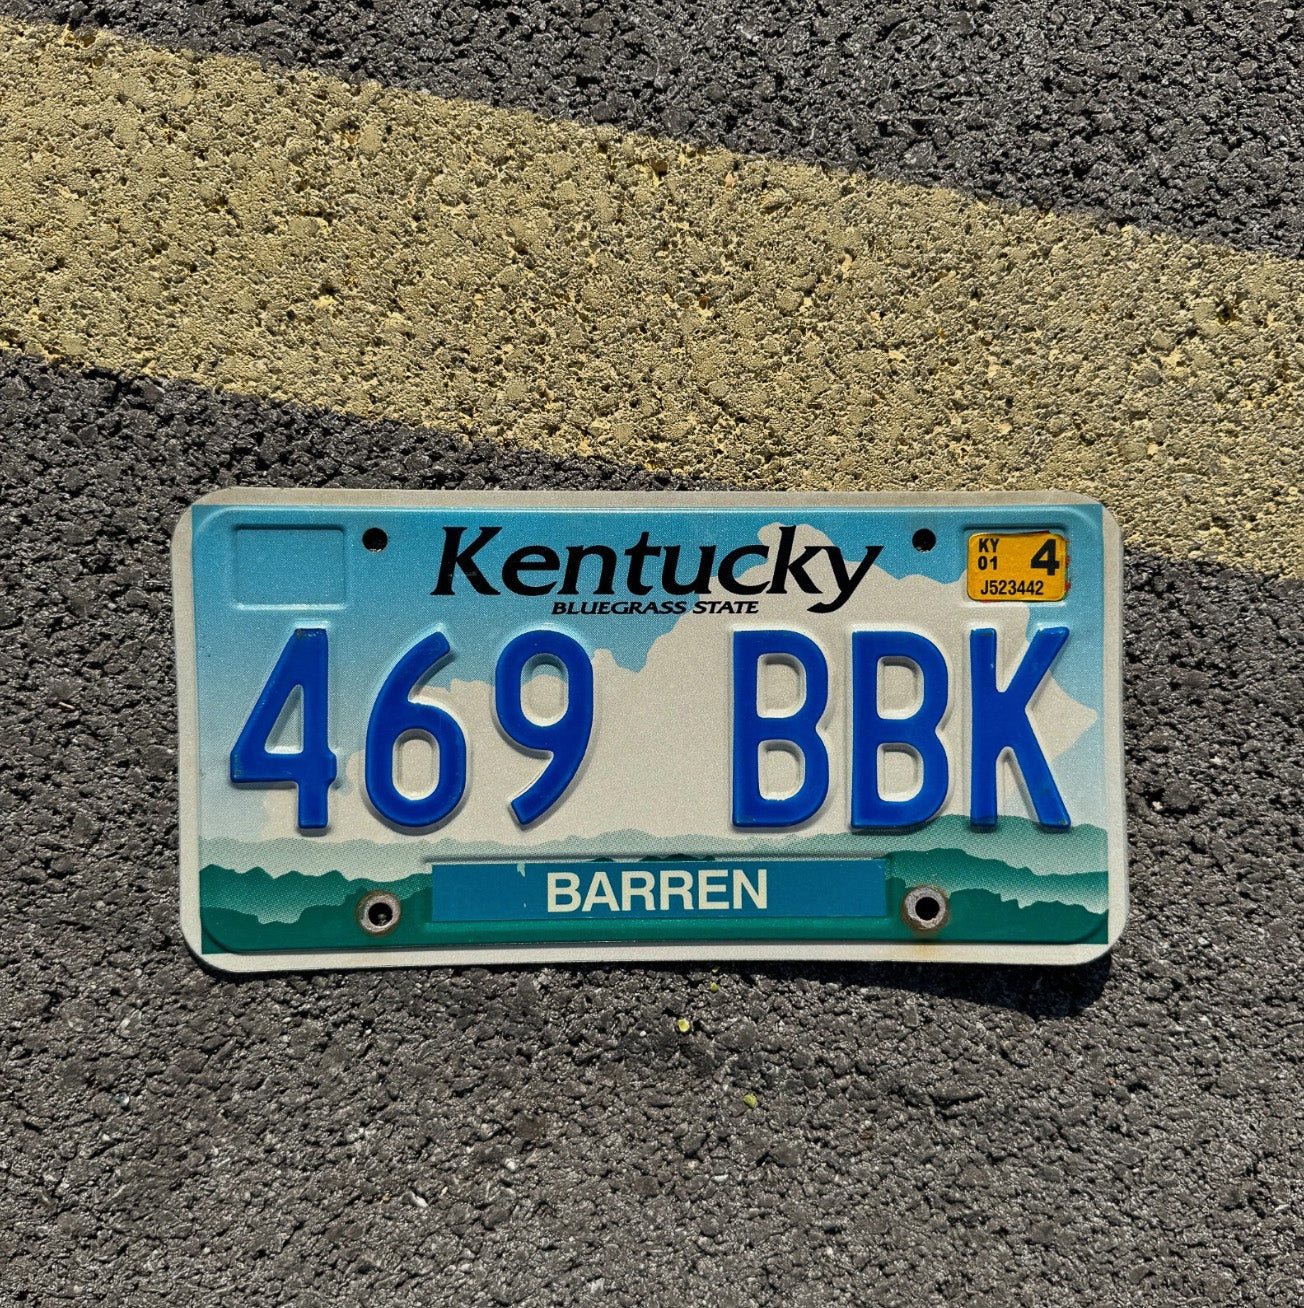 Kentucky
BLUEGRASS STATE
KY 4
01
J523442
469 BBK
BARREN